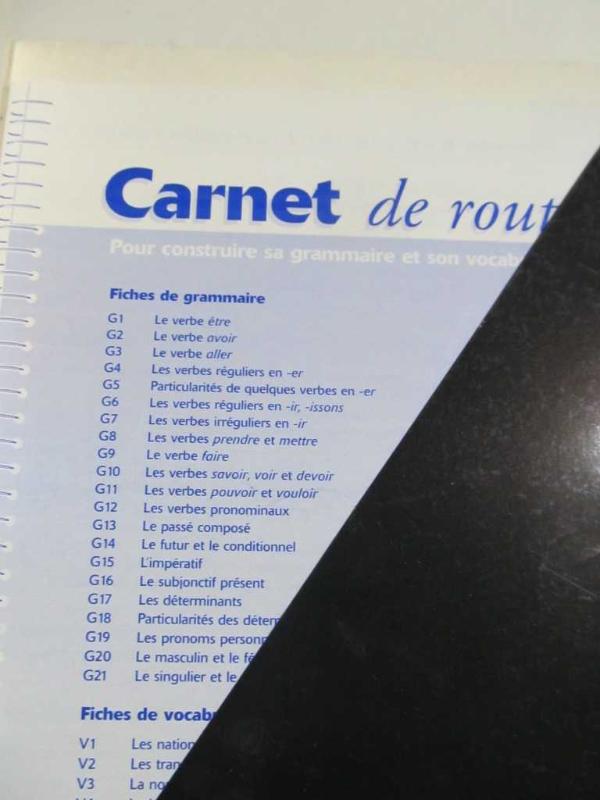 Carnet de rout
Pour construire sa grammaire et son vocab
Fiches de grammaire
G1 Le verbe être
G2 Le verbe avoir
G3 Le verbe aller
G4 Les verbes réguliers en -er
G5 Particularités de quelques verbes en -er
G6 Les verbes réguliers en -ir, -issons
G7 Les verbes irréguliers en -ir
G8 Les verbes prendre et mettre
G9 Le verbe faire
G10 Les verbes savoir, voir et devoir
G11 Les verbes pouvoir et vouloir
G12 Les verbes pronominaux
G13 Le passé composé
G14 Le futur et le conditionnel
G15 L'impératif
G16 Le subjonctif présent
G17 Les déterminants
G18 Particularités des déter
G19 Les pronoms person
G20 Le masculin et le fé
G21 Le singulier et le
Fiches de vocab
V1 Les nation
V2 Les tran
V3 La no